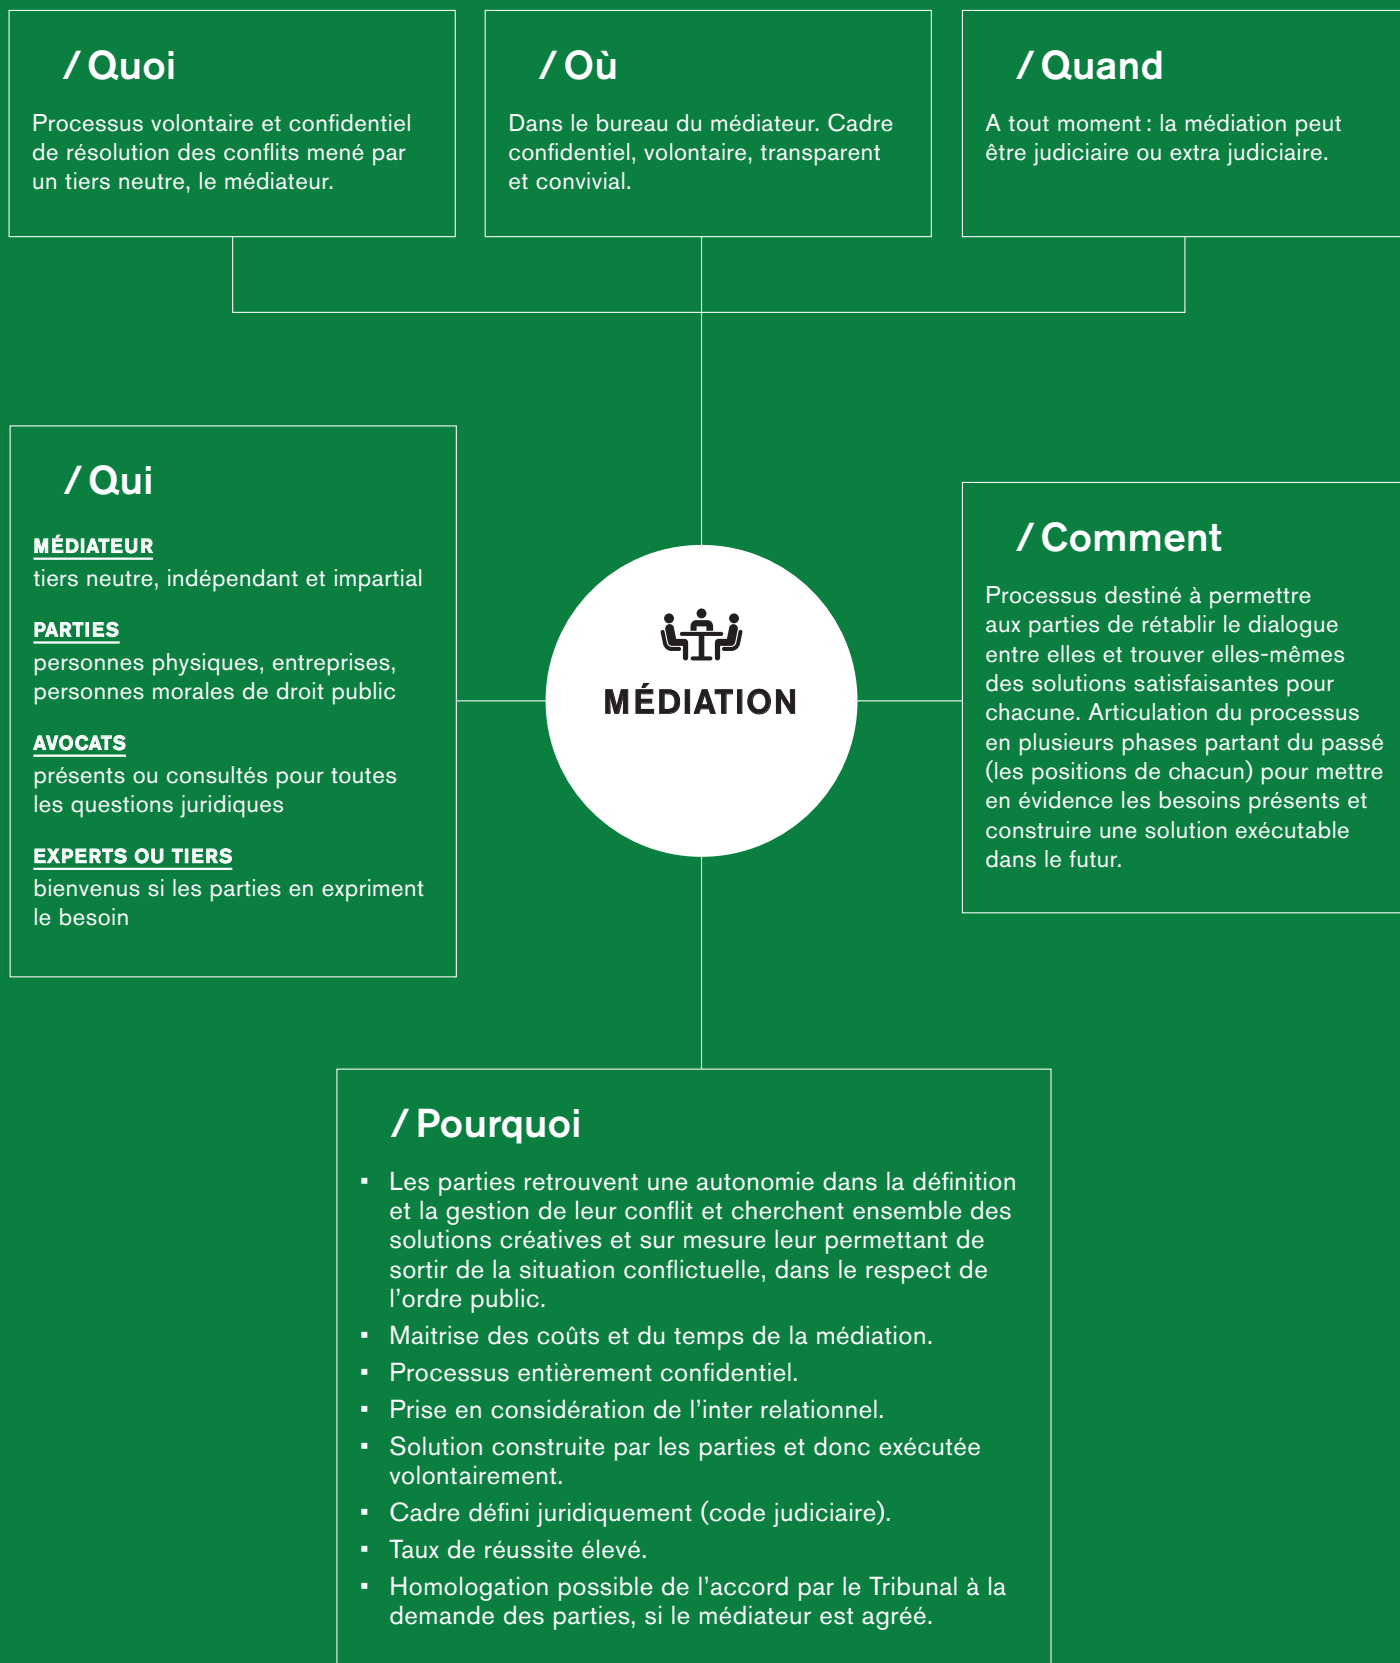 / Quoi
Processus volontaire et confidentiel
de résolution des conflits mené par
un tiers neutre, le médiateur.
/ Où
Dans le bureau du médiateur. Cadre
confidentiel, volontaire, transparent
et convivial.
/ Quand
A tout moment : la médiation peut
être judiciaire ou extra judiciaire.
/ Qui
MÉDIATEUR
tiers neutre, indépendant et impartial
PARTIES
personnes physiques, entreprises,
personnes morales de droit public
AVOCATS
présents ou consultés pour toutes
les questions juridiques
EXPERTS OU TIERS
bienvenus si les parties en expriment
le besoin
MÉDIATION
/ Comment
Processus destiné à permettre
aux parties de rétablir le dialogue
entre elles et trouver elles-mêmes
des solutions satisfaisantes pour
chacune. Articulation du processus
en plusieurs phases partant du passé
(les positions de chacun) pour mettre
en évidence les besoins présents et
construire une solution exécutable
dans le futur.
/ Pourquoi
▪ Les parties retrouvent une autonomie dans la définition
et la gestion de leur conflit et cherchent ensemble des
solutions créatives et sur mesure leur permettant de
sortir de la situation conflictuelle, dans le respect de
l’ordre public.
▪ Maitrise des coûts et du temps de la médiation.
▪ Processus entièrement confidentiel.
▪ Prise en considération de l’inter relationnel.
▪ Solution construite par les parties et donc exécutée
volontairement.
▪ Cadre défini juridiquement (code judiciaire).
▪ Taux de réussite élevé.
▪ Homologation possible de l’accord par le Tribunal à la
demande des parties, si le médiateur est agréé.